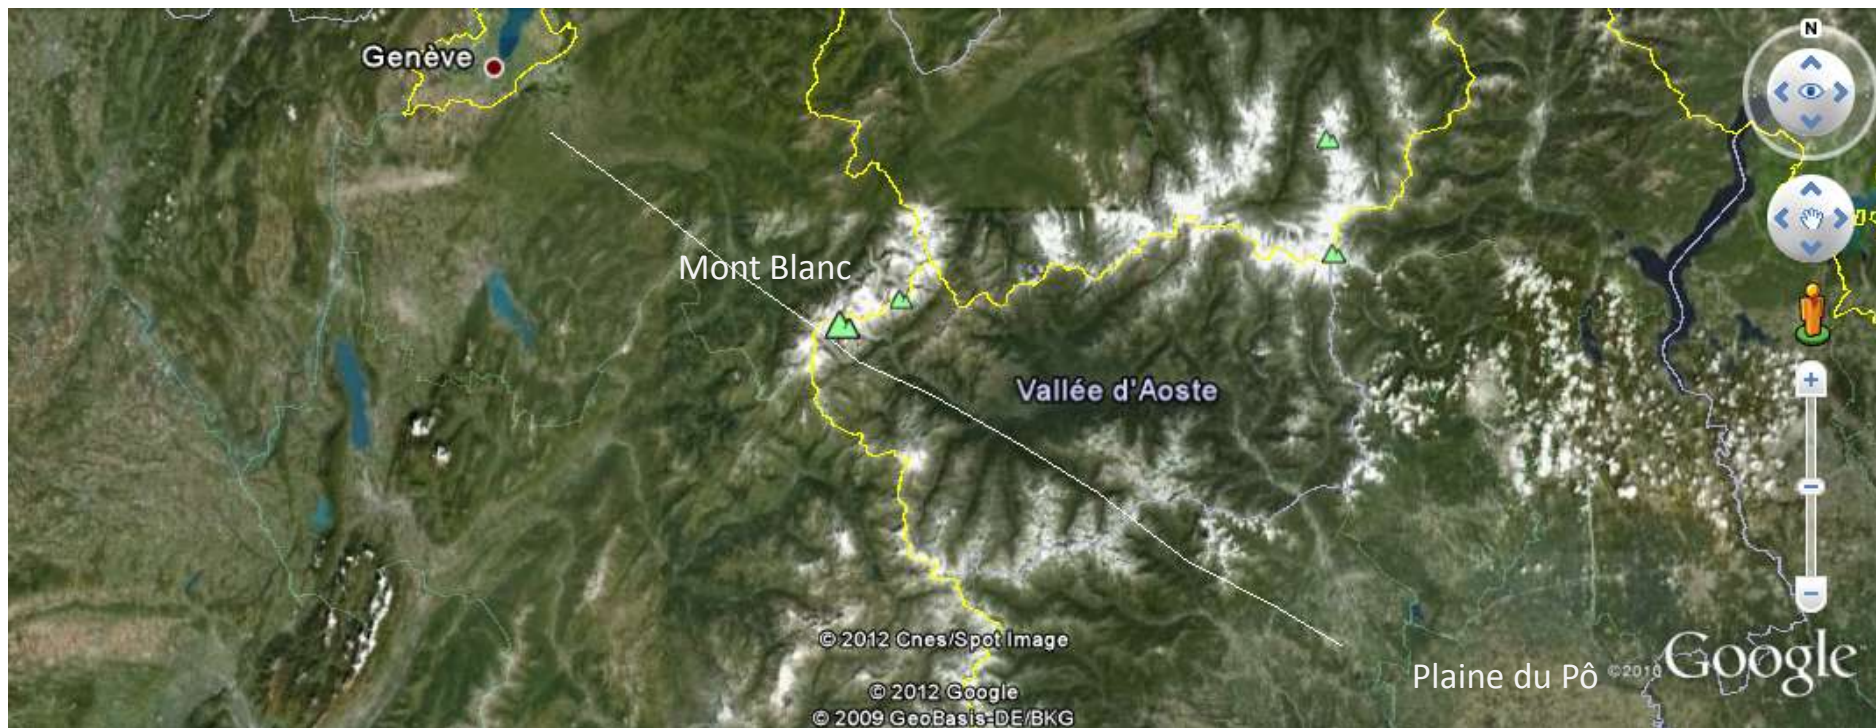 N
Genève
Mont Blanc
Vallée d'Aoste
© 2012 Cnes/Spot Image
Plaine du Pô
©2010
Google
© 2012 Google
© 2009 GeoBasis-DE/BKG